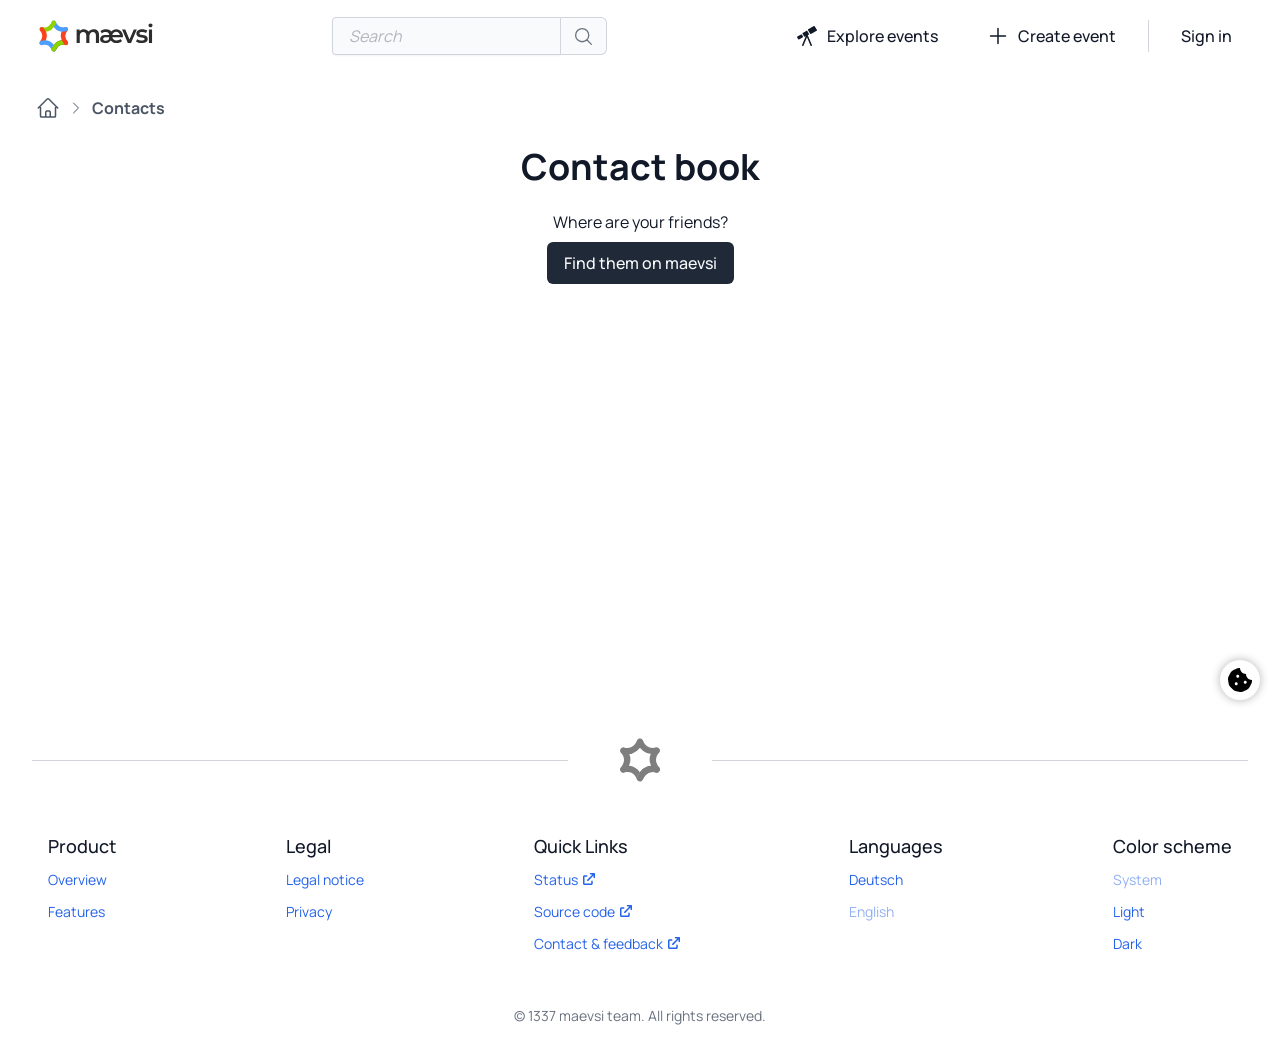 mævsi
Search
Explore events
Create event
Sign in
Contacts
Contact book
Where are your friends?
Find them on maevsi
Product
Overview
Features
Legal
Legal notice
Privacy
Quick Links
Status
Source code
Contact & feedback
Languages
Deutsch
English
Color scheme
System
Light
Dark
© 1337 maevsi team. All rights reserved.